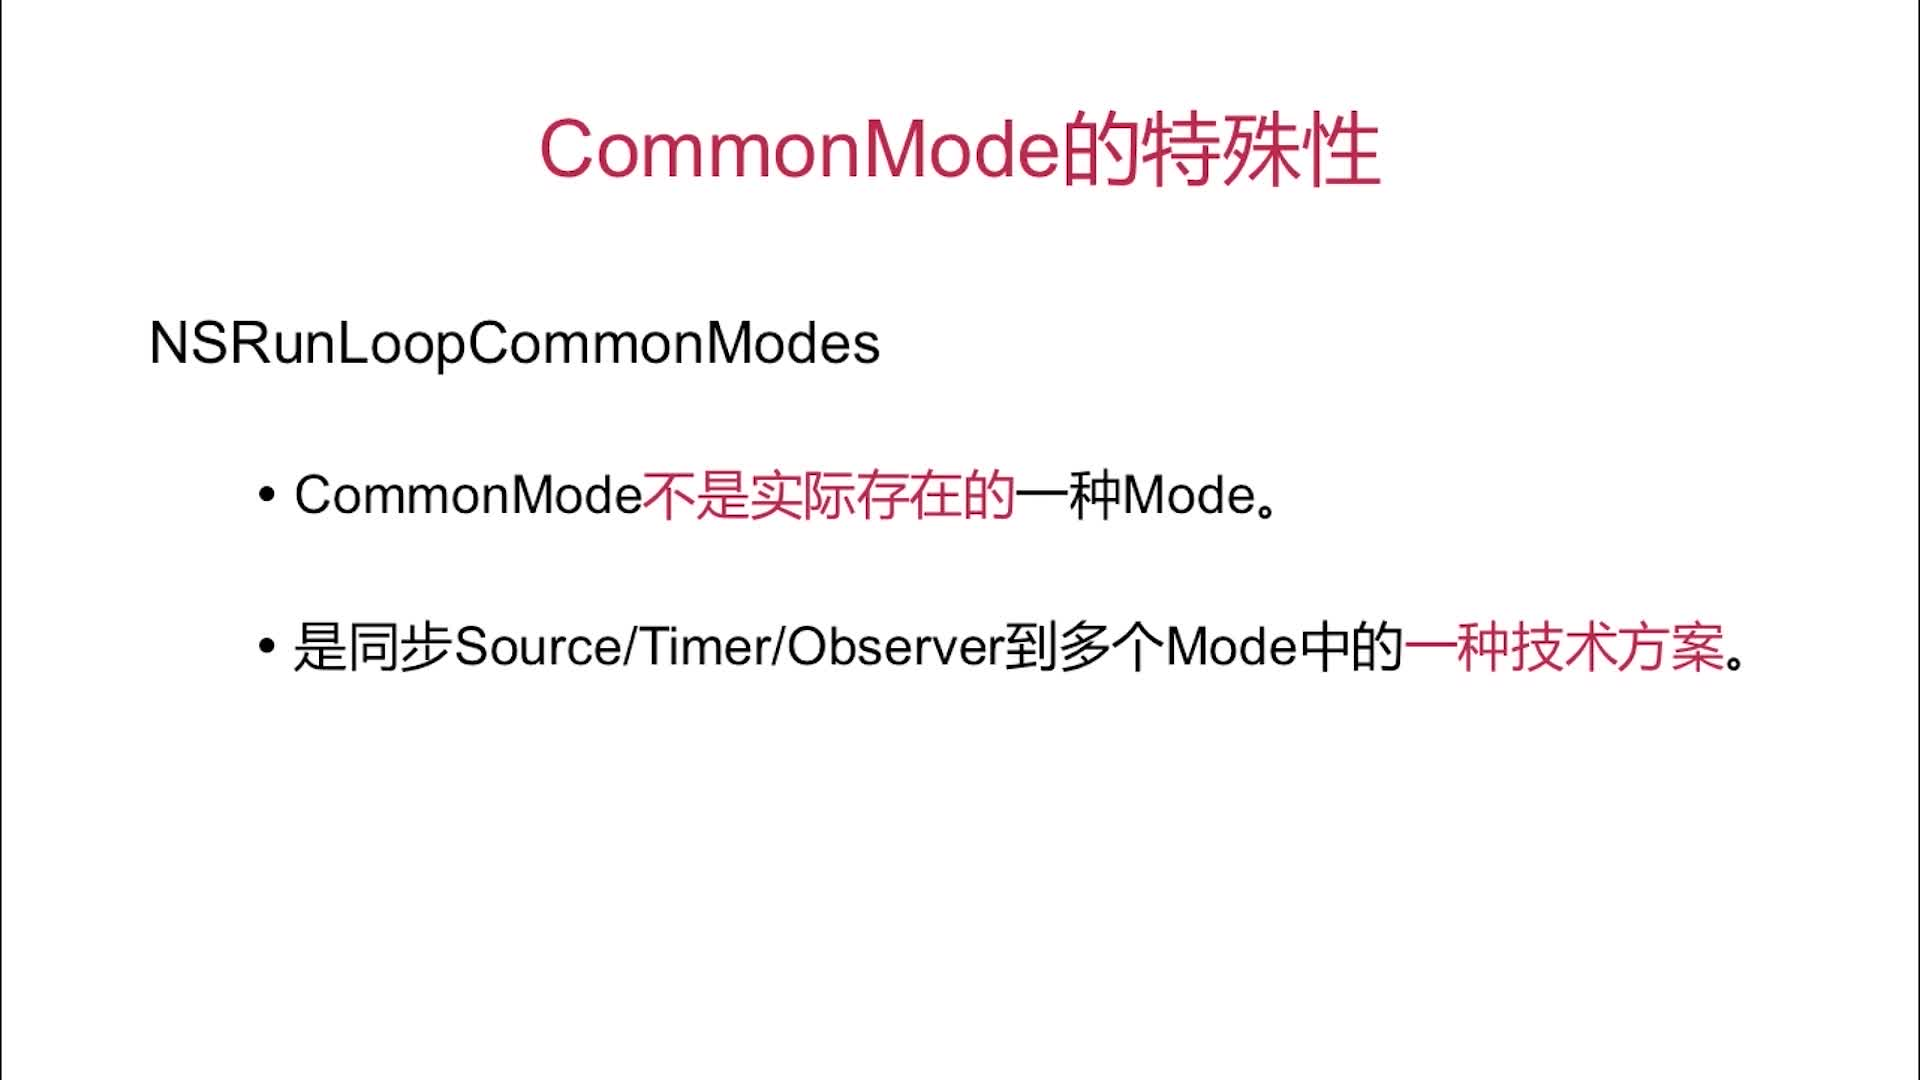 CommonMode的特殊性
NSRunLoopCommonModes
• CommonMode不是实际存在的一种Mode。
• 是同步Source/Timer/Observer到多个Mode中的一种技术方案。